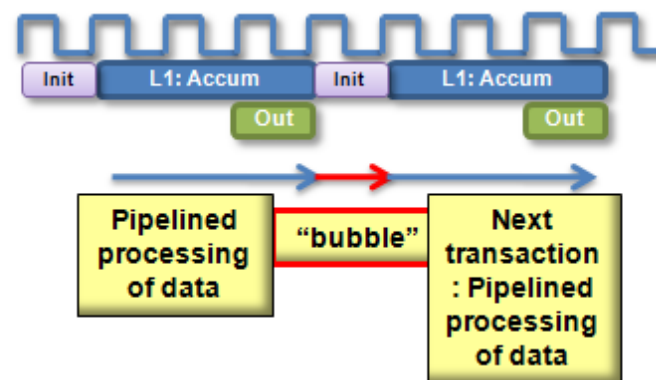 Init L1: Accum Init L1: Accum
Out Out
Pipelined
processing
of data
“bubble”
Next
transaction
: Pipelined
processing
of data